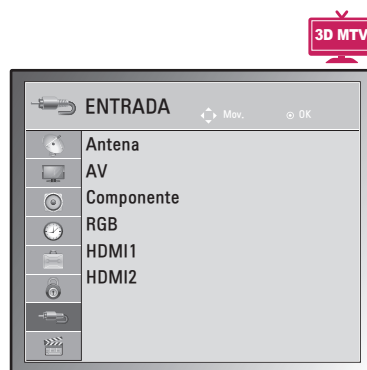 3D MTV
ENTRADA Mov. OK
Antena
AV
Componente
RGB
HDMI1
HDMI2